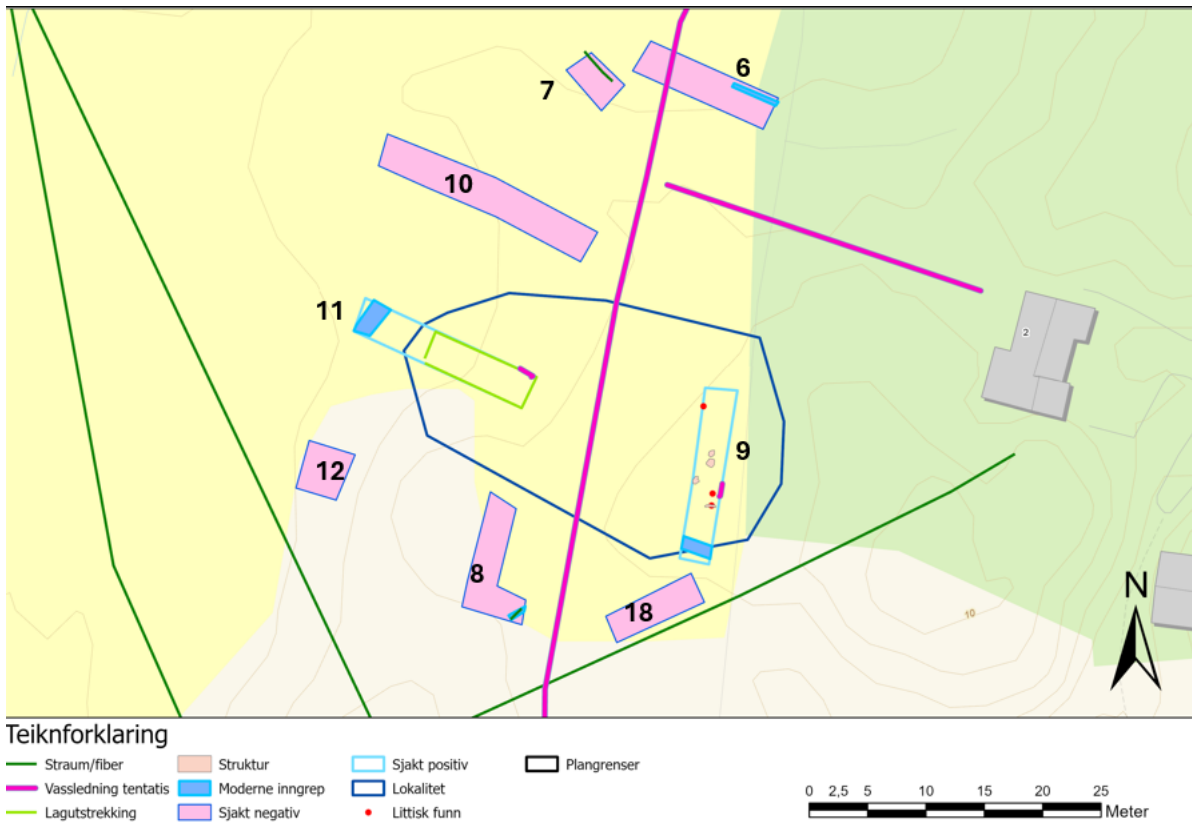 6
7
10
11
9
2
12
8
18
10
N
Teiknforklaring
Straum/fiber
Struktur
Sjakt positiv
Plangrenser
Vassledning tentatis
Moderne inngrep
Lokalitet
Lagutstrekking
Sjakt negativ
Littisk funn
0 2,5 5 10 15 20 25
Meter